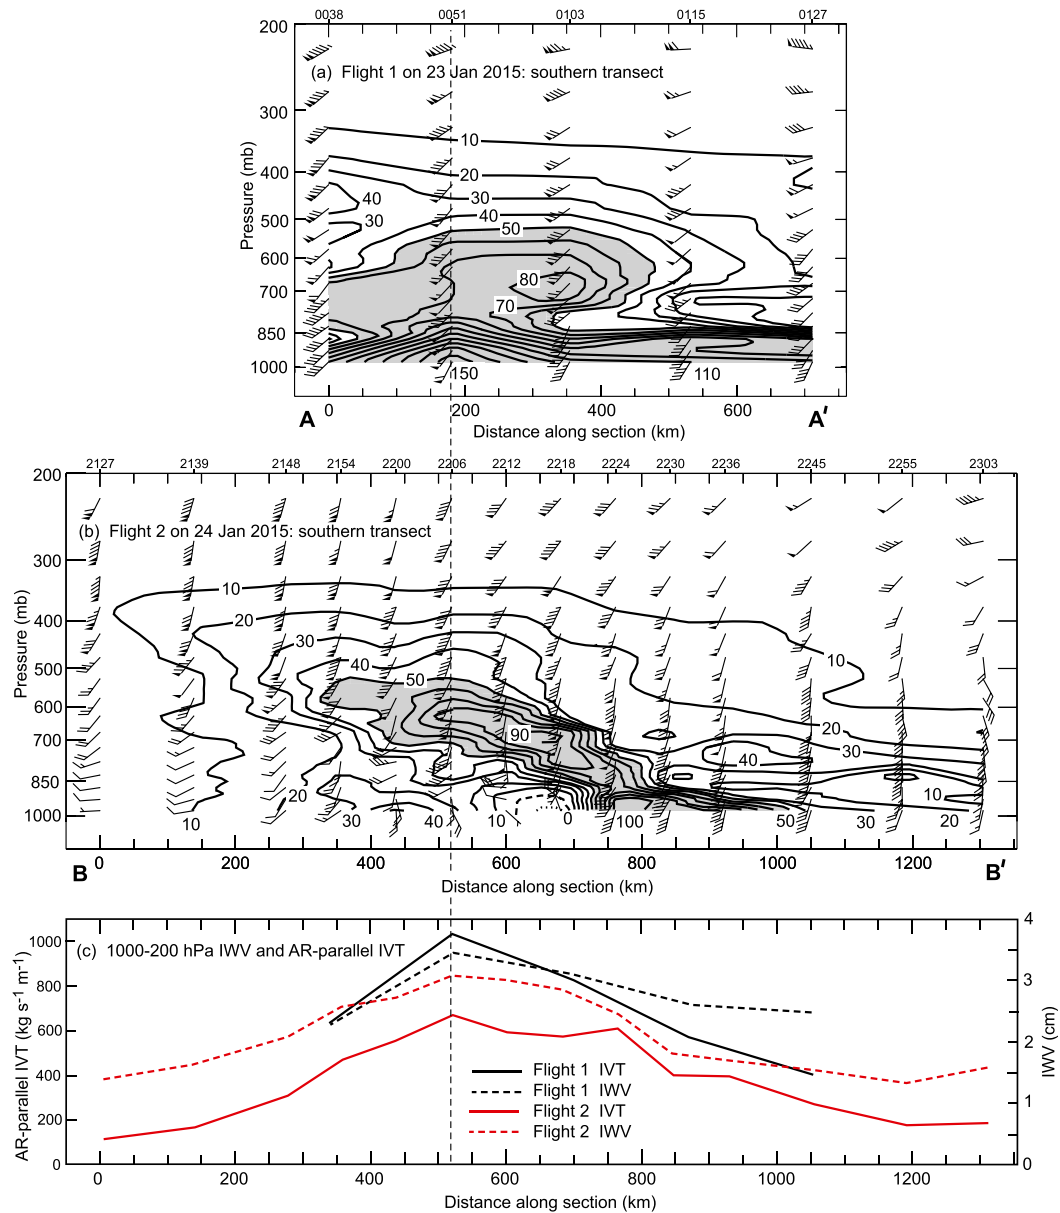 0038 0051 0103 0115 0127
200
(a) Flight 1 on 23 Jan 2015: southern transect
300
10
400
20
40
30
30
40
500
50
Pressure (mb)
600
80
700
70
850
1000
150
110
0 200 400 600
A A'
Distance along section (km)
2127 2139 2148 2154 2200 2206 2212 2218 2224 2230 2236 2245 2255 2303
200
(b) Flight 2 on 24 Jan 2015: southern transect
300
10
400
20
30
10
40
500
50
Pressure (mb)
600
20
90
700
30
40
850
20
10
1000
10 30 40 10 0 100 50 30 20
0 200 400 600 800 1000 1200
B B'
Distance along section (km)
(c) 1000-200 hPa IWV and AR-parallel IVT
1000
800
600
400
200
0
AR-parallel IVT (kg s-1 m-1)
4
3
2
1
0
IWV (cm)
Flight 1 IVT
Flight 1 IWV
Flight 2 IVT
Flight 2 IWV
0 200 400 600 800 1000 1200
Distance along section (km)